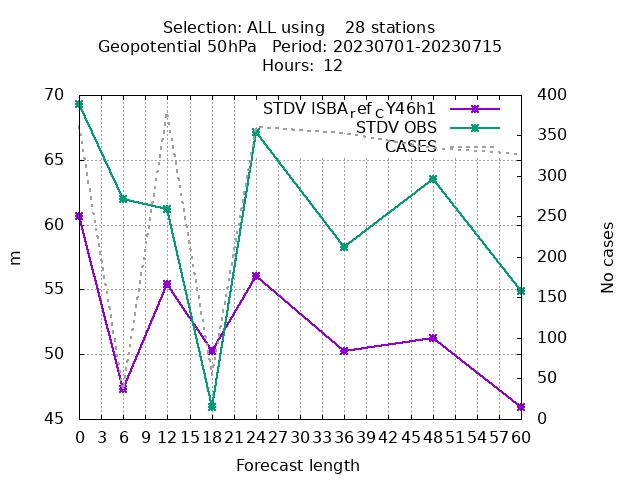 Selection: ALL using    28 stations
Geopotential 50hPa   Period: 20230701-20230715
Hours: 12
70 400
STDV ISBA_ref_CY46h1
STDV OBS
CASES
65 350
60 300
55 250
50 200
45 150
100
50
0
m
No cases
0 3 6 9 12 15 18 21 24 27 30 33 36 39 42 45 48 51 54 57 60
Forecast length